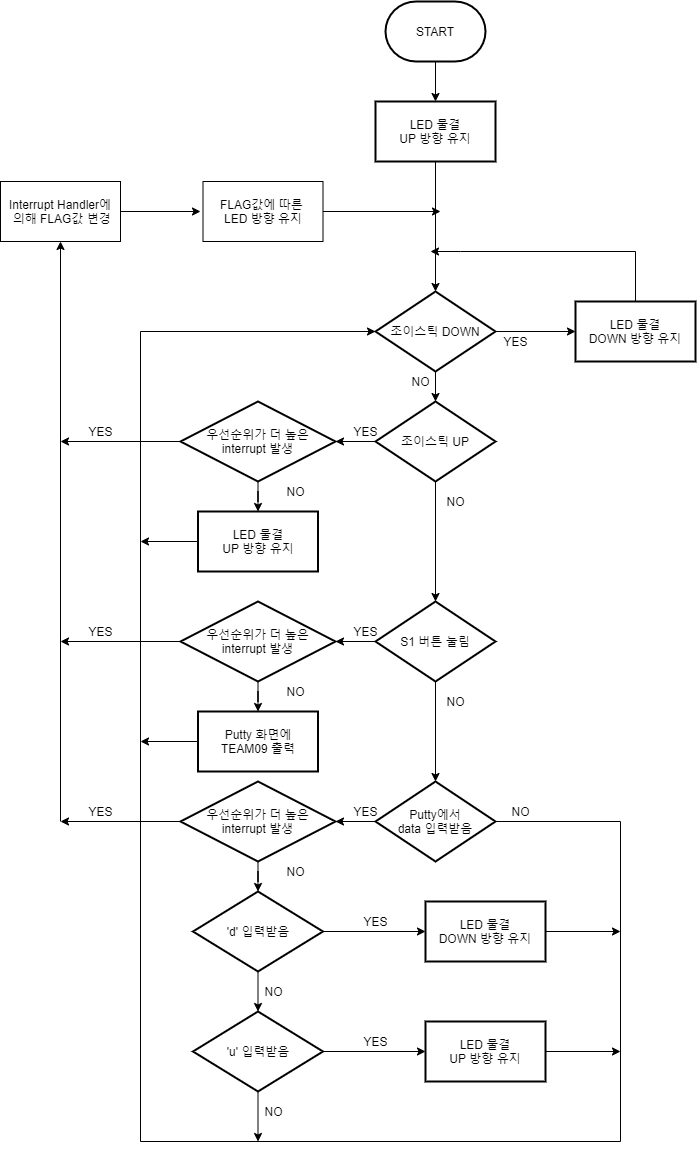 START
LED 물결
UP 방향 유지
Interrupt Handler에
의해 FLAG값 변경
FLAG값에 따른
LED 방향 유지
조이스틱 DOWN
YES
LED 물결
DOWN 방향 유지
NO
YES
우선순위가 더 높은
interrupt 발생
YES
조이스틱 UP
NO
NO
LED 물결
UP 방향 유지
YES
우선순위가 더 높은
interrupt 발생
YES
S1 버튼 눌림
NO
NO
Putty 화면에
TEAM09 출력
YES
우선순위가 더 높은
interrupt 발생
YES
Putty에서
data 입력받음
NO
NO
'd' 입력받음
YES
LED 물결
DOWN 방향 유지
NO
'u' 입력받음
YES
LED 물결
UP 방향 유지
NO